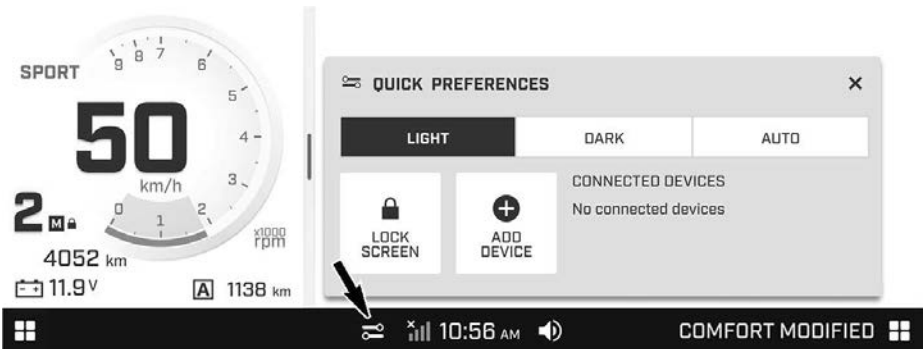 SPORT
9 8 7 6 5 4 3 2 1 0
50
km/h
2 M
x1000
rpm
4052 km
11.9 V
A 1138 km
QUICK PREFERENCES
LIGHT DARK AUTO
LOCK
SCREEN
ADD
DEVICE
CONNECTED DEVICES
No connected devices
10:56 AM
COMFORT MODIFIED